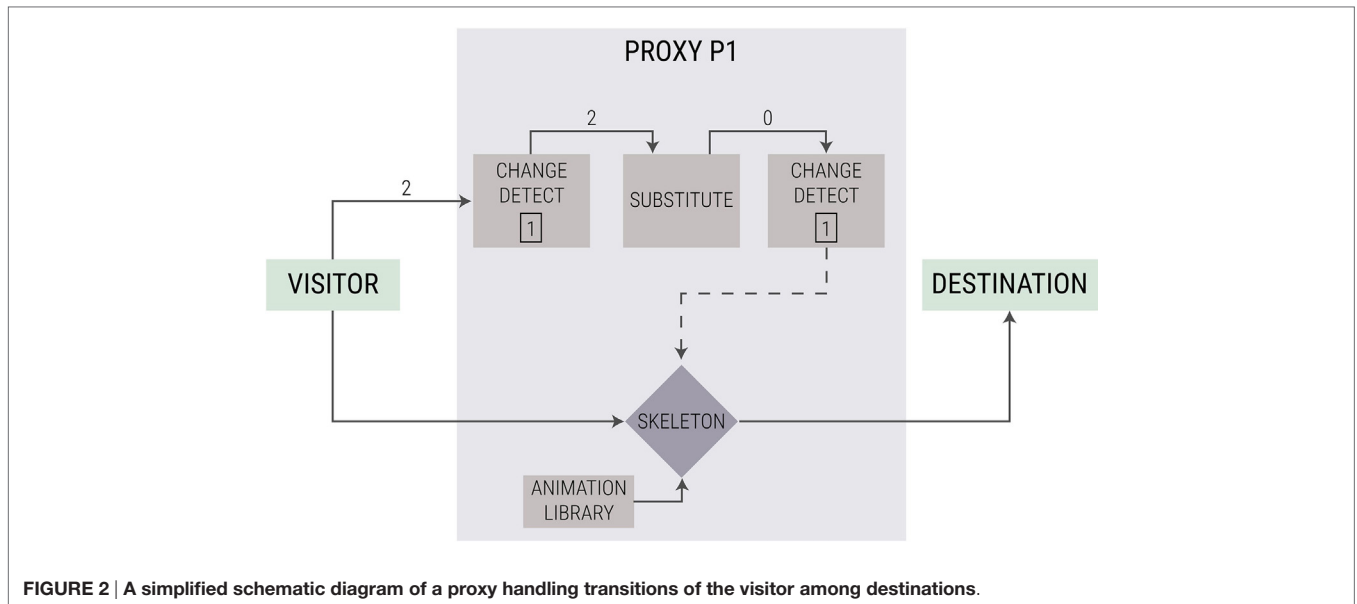 PROXY P1
2
0
2
CHANGE
DETECT
1
SUBSTITUTE
CHANGE
DETECT
1
VISITOR
DESTINATION
SKELETON
ANIMATION
LIBRARY
FIGURE 2 | A simplified schematic diagram of a proxy handling transitions of the visitor among destinations.